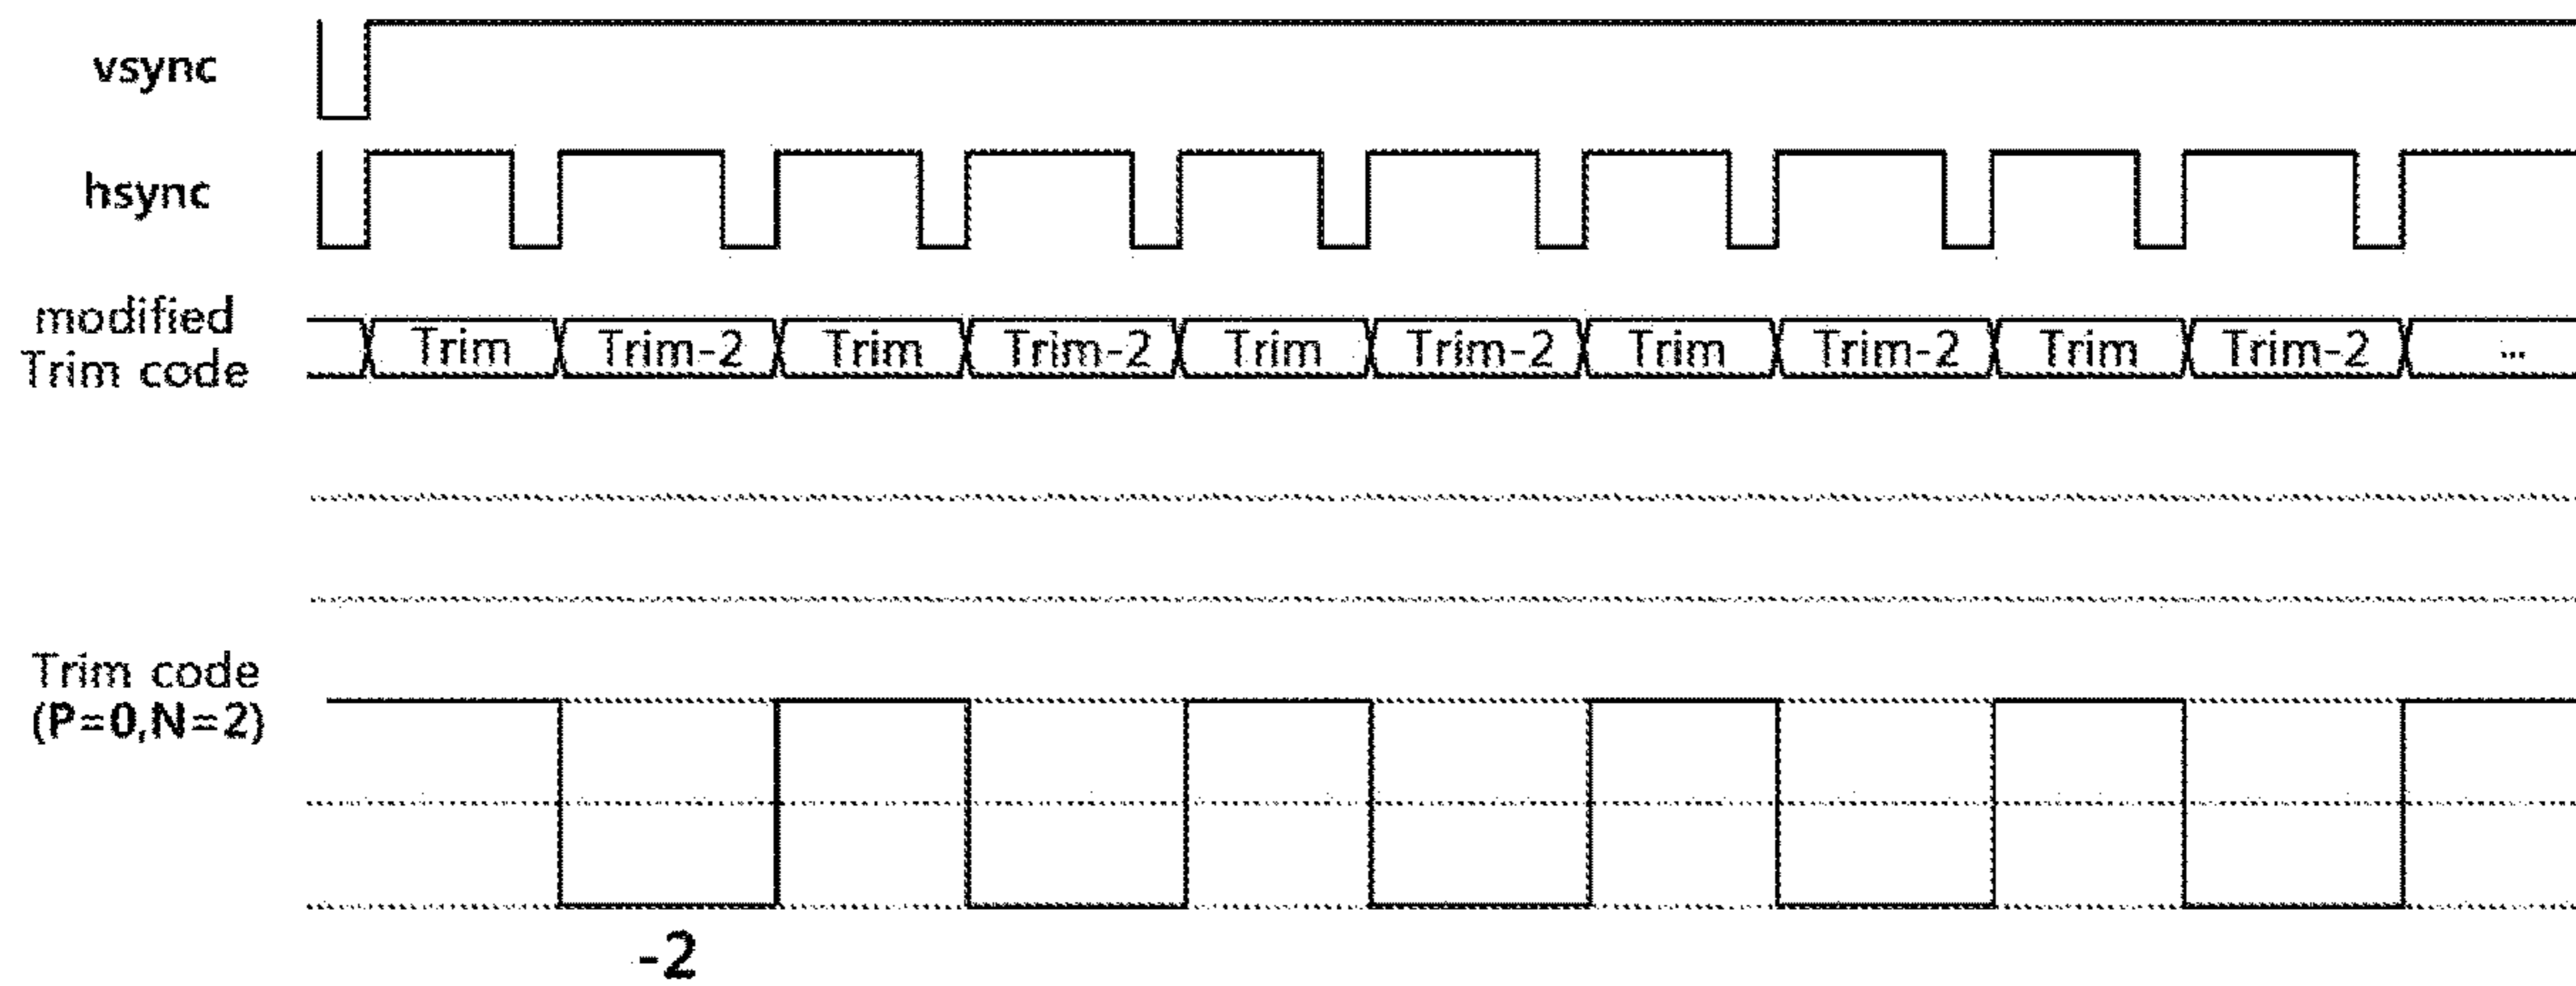 vsync
hsync
modified
Trim code
Trim Trim-2 Trim Trim-2 Trim Trim-2 Trim Trim-2 Trim Trim-2 ...
Trim code
(P=0,N=2)
-2